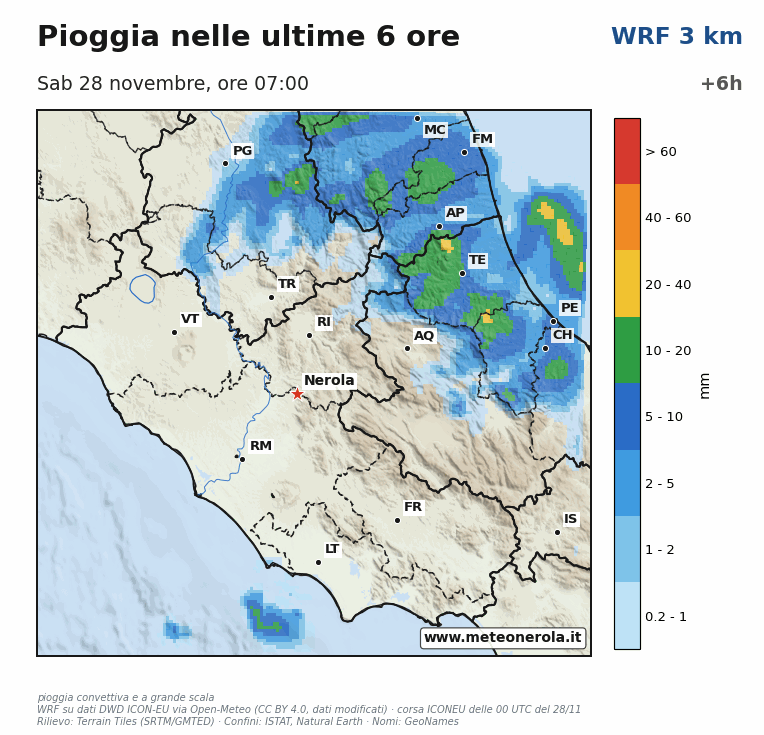 Pioggia nelle ultime 6 ore
WRF 3 km
Sab 28 novembre, ore 07:00
+6h
MC
FM
PG
AP
TE
TR
PE
VT
RI
AQ
CH
Nerola
RM
FR
IS
LT
www.meteonerola.it
> 60
40 - 60
20 - 40
10 - 20
5 - 10
2 - 5
1 - 2
0.2 - 1
mm
pioggia convettiva e a grande scala
WRF su dati DWD ICON-EU via Open-Meteo (CC BY 4.0, dati modificati) · corsa ICONEU delle 00 UTC del 28/11
Rilievo: Terrain Tiles (SRTM/GMTED) · Confini: ISTAT, Natural Earth · Nomi: GeoNames